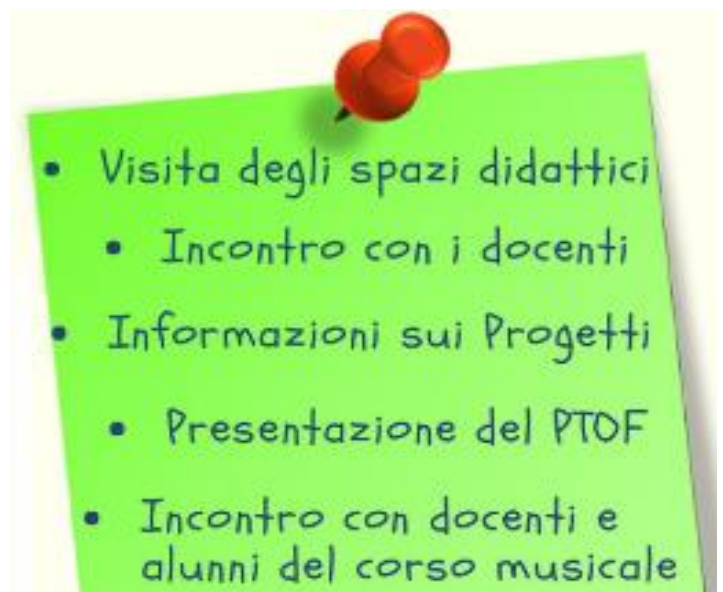 • Visita degli spazi didattici
• Incontro con i docenti
• Informazioni sui Progetti
• Presentazione del PTOF
• Incontro con docenti e
alunni del corso musicale